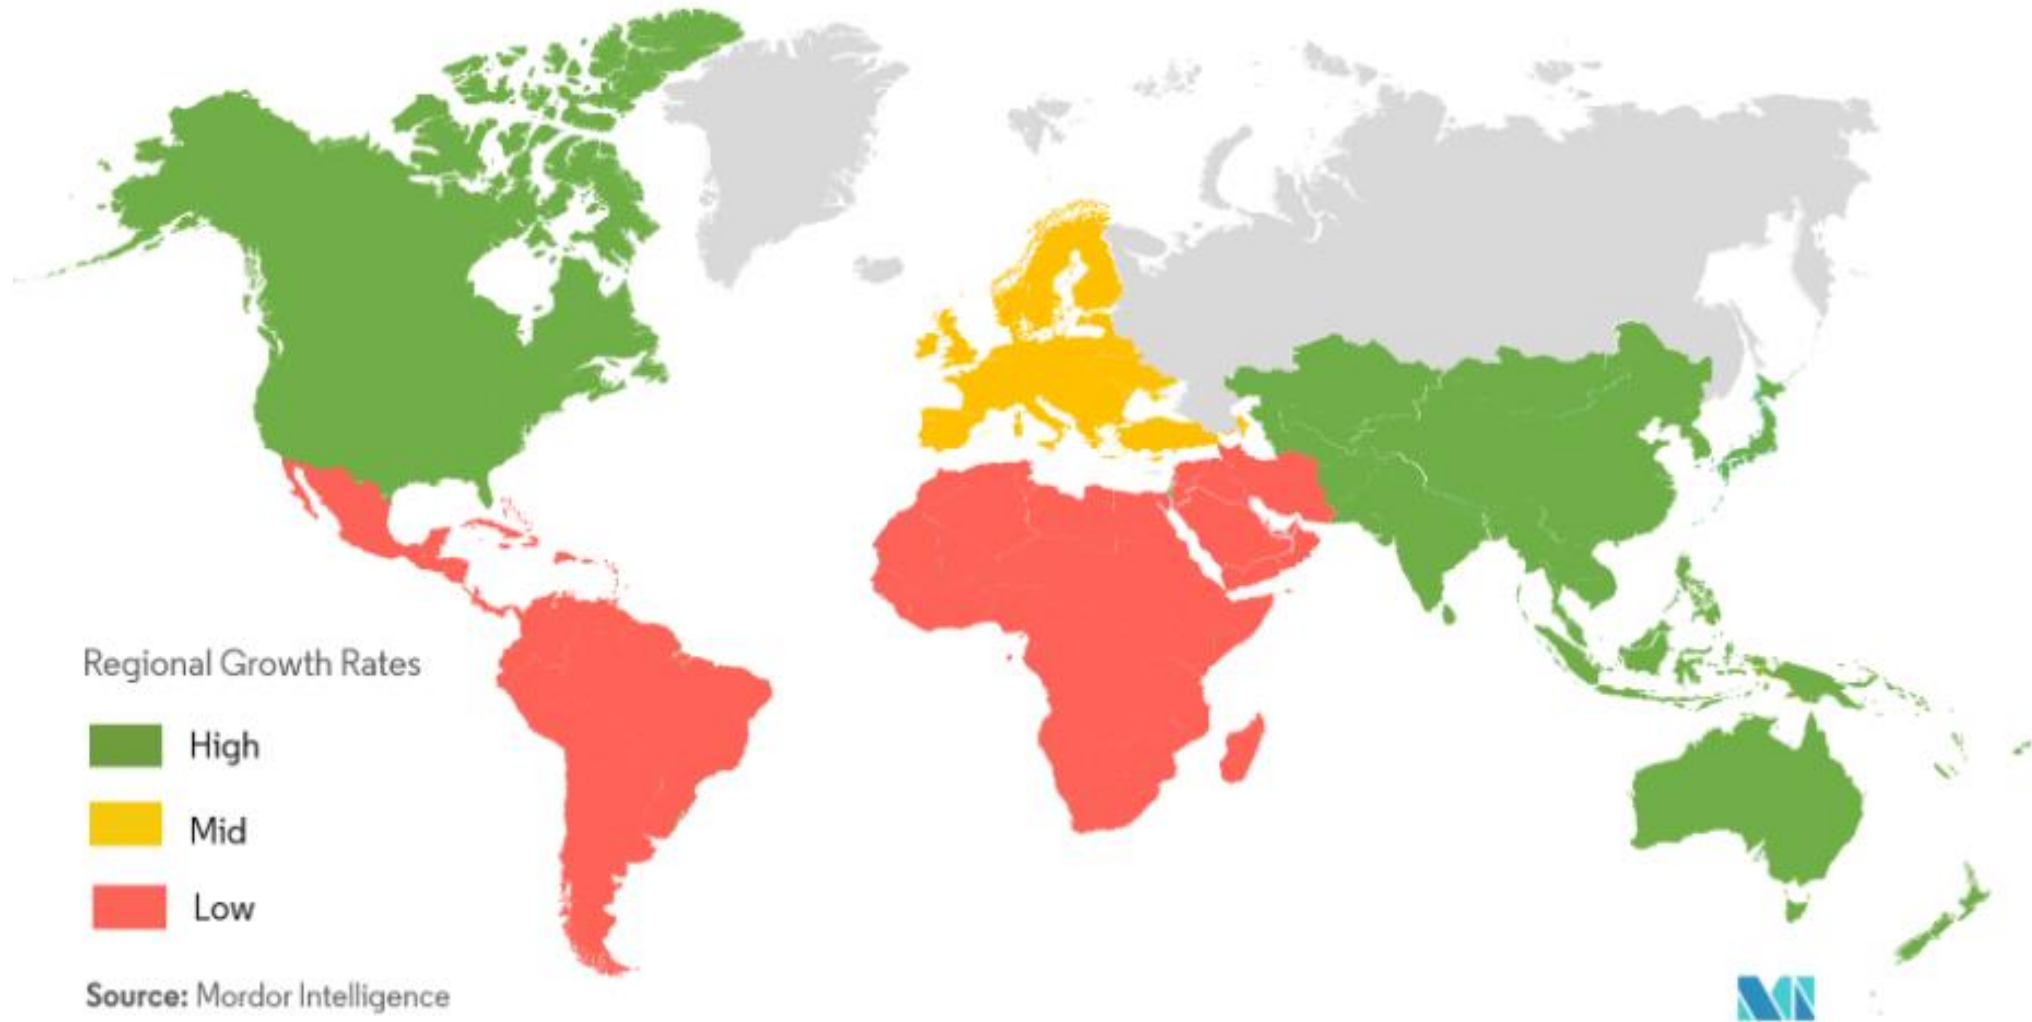 Regional Growth Rates
High
Mid
Low
Source: Mordor Intelligence